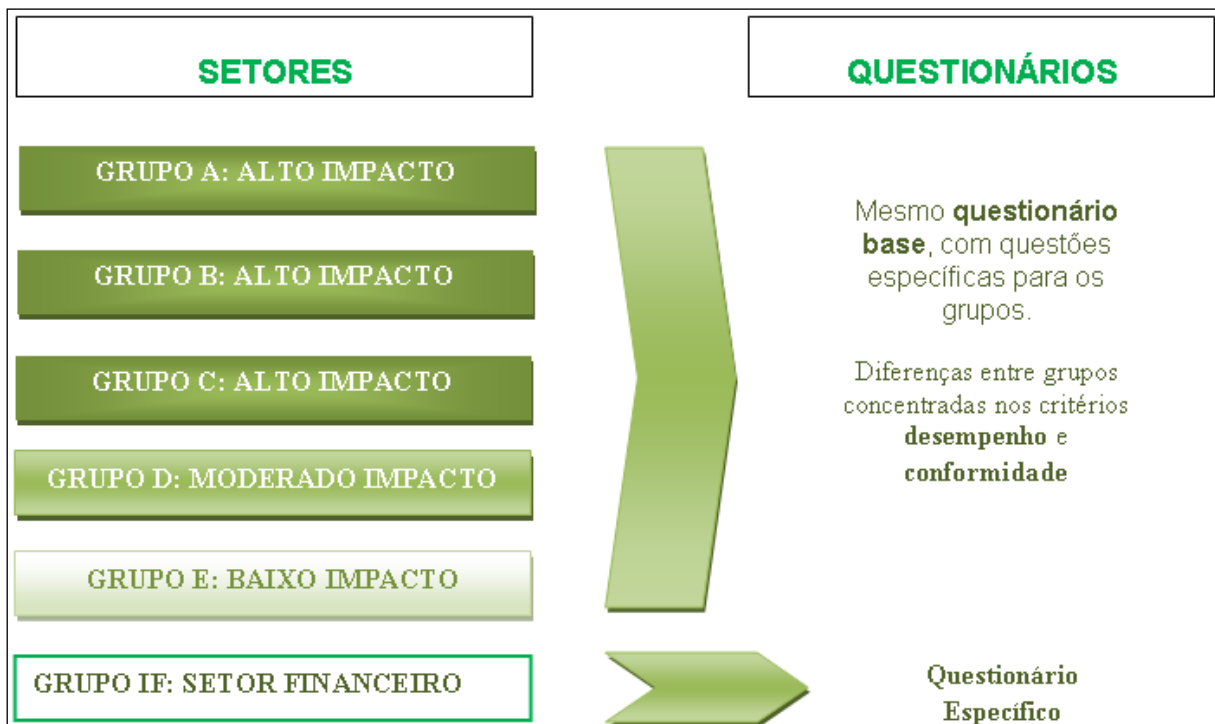 SETORES
QUESTIONÁRIOS
GRUPO A: ALTO IMPACTO
GRUPO B: ALTO IMPACTO
GRUPO C: ALTO IMPACTO
GRUPO D: MODERADO IMPACTO
GRUPO E: BAIXO IMPACTO
Mesmo questionário
base, com questões
específicas para os
grupos.
Diferenças entre grupos
concentradas nos critérios
desempenho e
conformidade
GRUPO IF: SETOR FINANCEIRO
Questionário
Específico